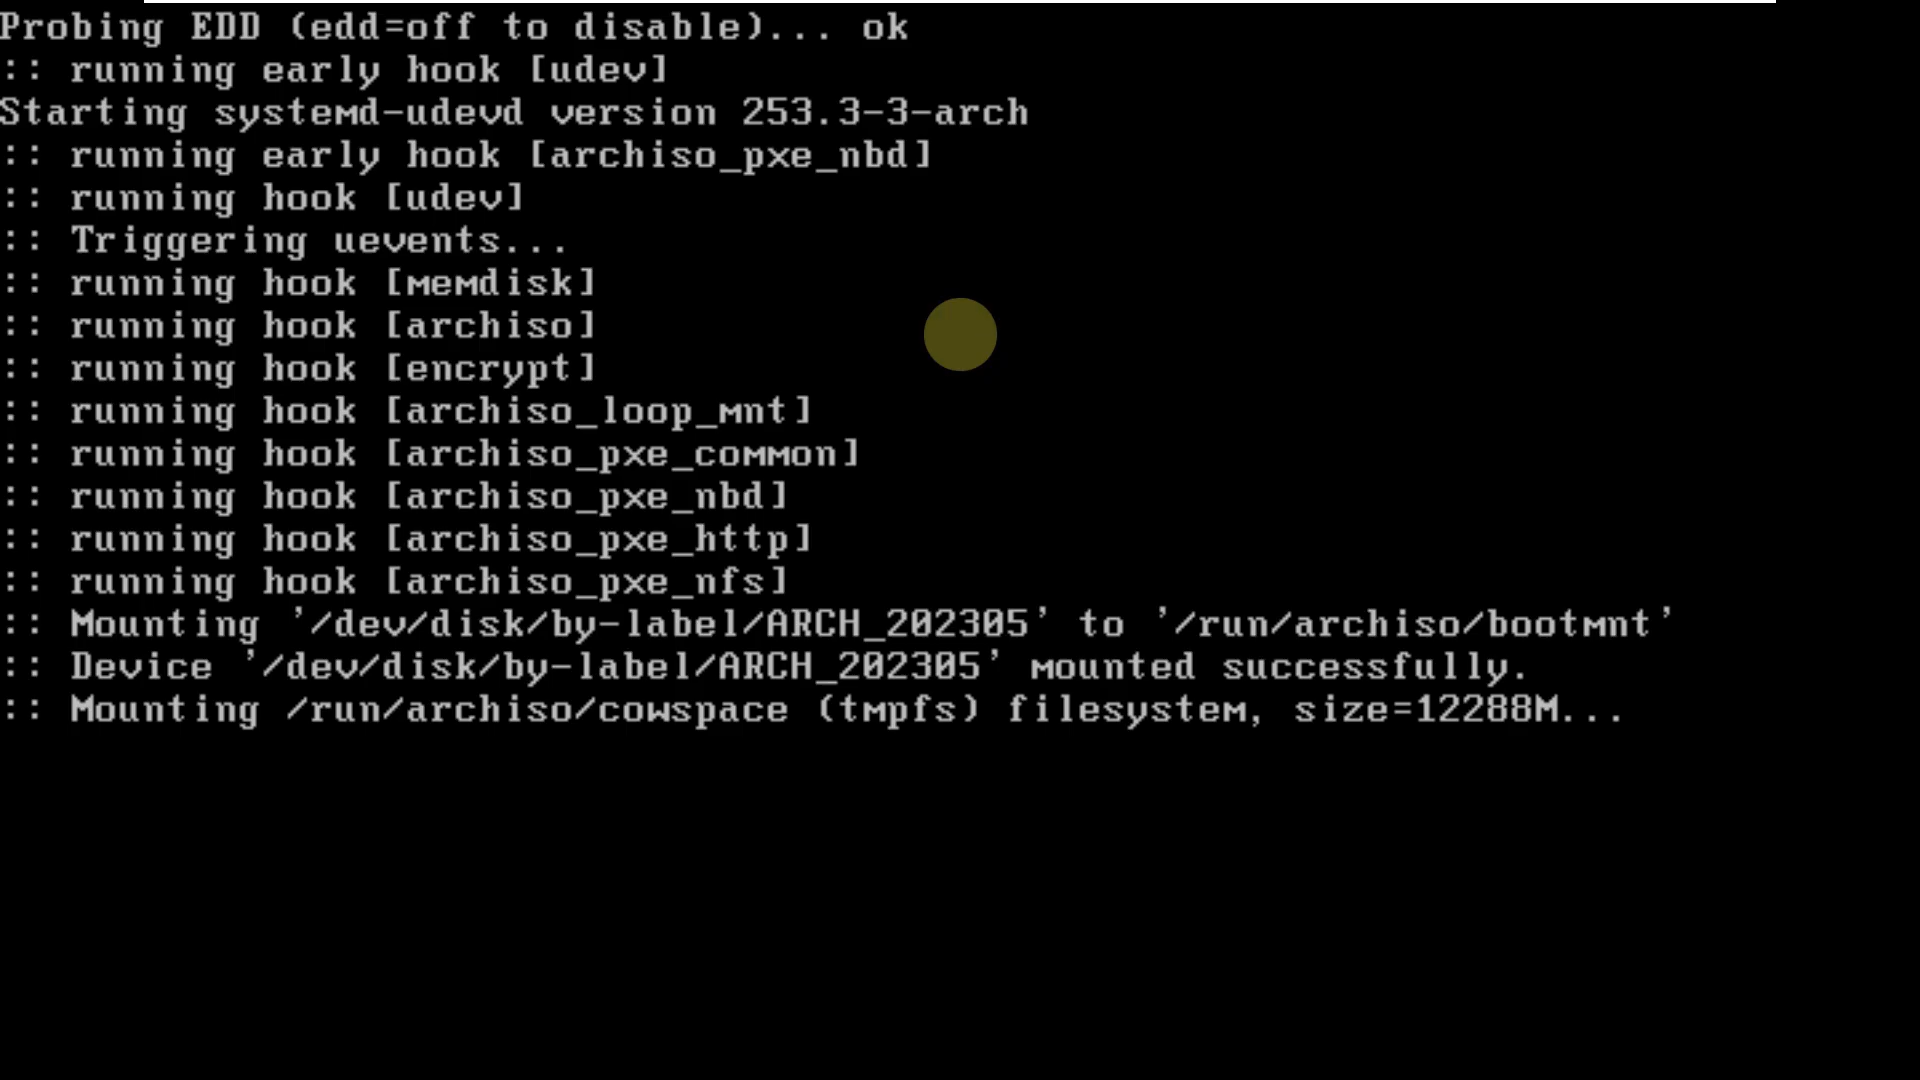 Probing EDD (edd=off to disable)... ok
:: running early hook [udev]
Starting systemd-udevd version 253.3-3-arch
:: running early hook [archiso_pxe_nbd]
:: running hook [udev]
:: Triggering uevents...
:: running hook [memdisk]
:: running hook [archiso]
:: running hook [encrypt]
:: running hook [archiso_loop_mnt]
:: running hook [archiso_pxe_common]
:: running hook [archiso_pxe_nbd]
:: running hook [archiso_pxe_http]
:: running hook [archiso_pxe_nfs]
:: Mounting '/dev/disk/by-label/ARCH_202305' to '/run/archiso/bootmnt'
:: Device '/dev/disk/by-label/ARCH_202305' mounted successfully.
:: Mounting /run/archiso/cowspace (tmpfs) filesystem, size=12288M...